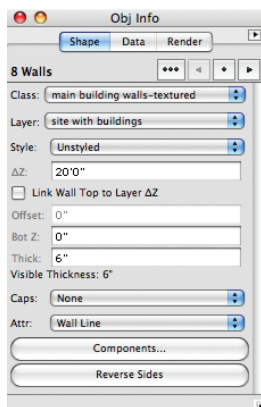 Obj Info
Shape Data Render
8 Walls
Class: main building walls-textured
Layer: site with buildings
Style: Unstyled
ΔZ: 20'0"
Link Wall Top to Layer ΔZ
Offset: 0"
Bot Z: 0"
Thick: 6"
Visible Thickness: 6"
Caps: None
Attr: Wall Line
Components...
Reverse Sides